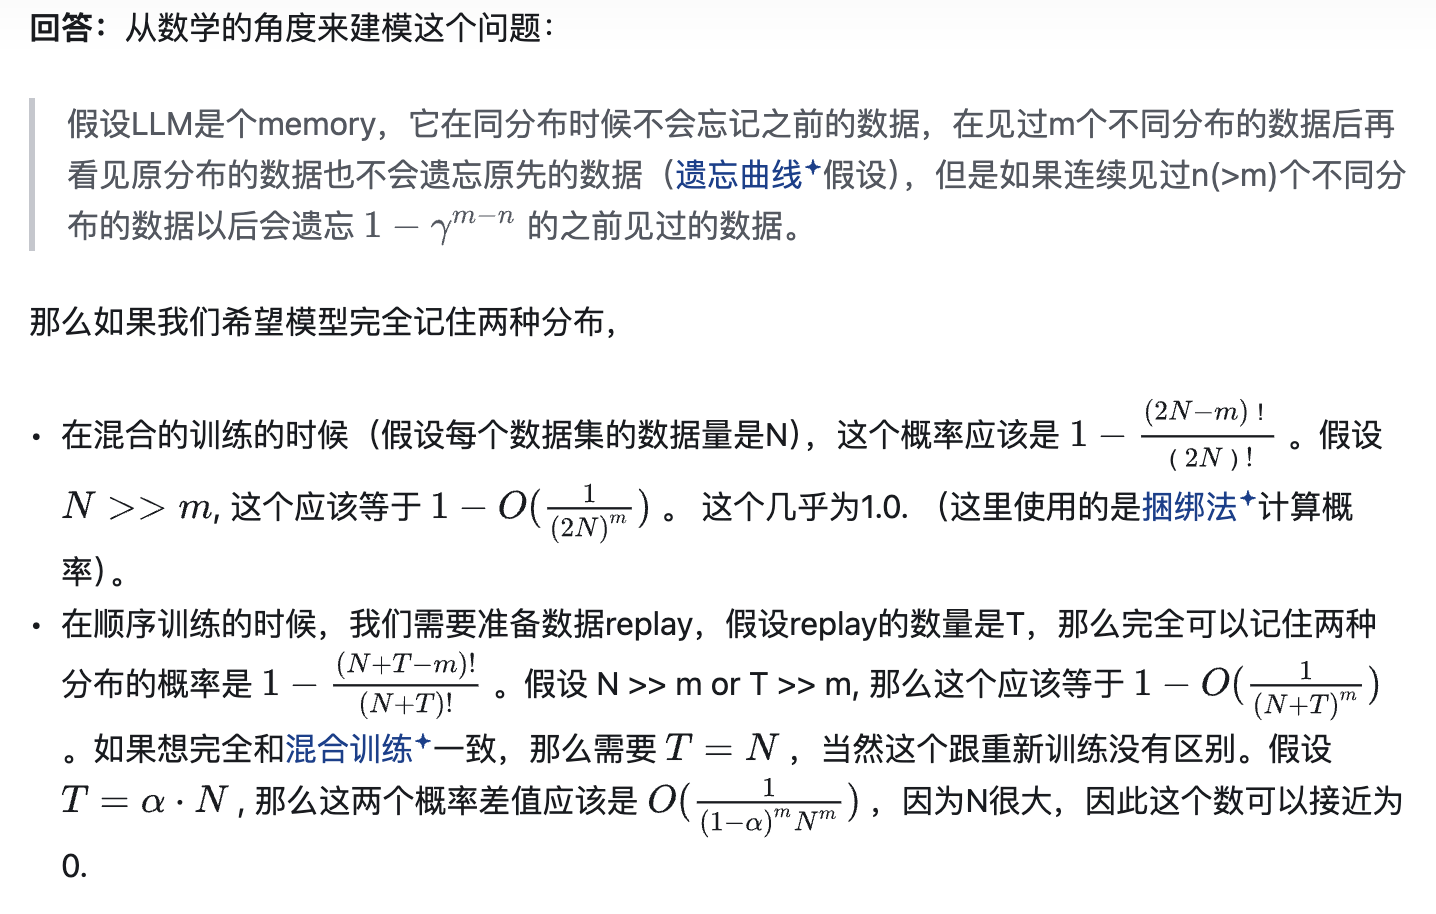 回答：从数学的角度来建模这个问题：
假设LLM是个memory，它在同分布时候不会忘记之前的数据，在见过m个不同分布的数据后再
看见原分布的数据也不会遗忘原先的数据（遗忘曲线✦假设），但是如果连续见过n(>m)个不同分
布的数据以后会遗忘 $1-\gamma^{m-n}$ 的之前见过的数据。
那么如果我们希望模型完全记住两种分布，
• 在混合的训练的时候（假设每个数据集的数据量是N），这个概率应该是 $1-\frac{(2N-m)!}{(2N)!}$ 。假设
$N >> m$, 这个应该等于 $1-O(\frac{1}{(2N)^m})$ 。 这个几乎为1.0. （这里使用的是捆绑法✦计算概
率）。
• 在顺序训练的时候，我们需要准备数据replay，假设replay的数量是T，那么完全可以记住两种
分布的概率是 $1-\frac{(N+T-m)!}{(N+T)!}$ 。假设 N >> m or T >> m, 那么这个应该等于 $1-O(\frac{1}{(N+T)^m})$
。如果想完全和混合训练✦一致，那么需要 $T=N$ ，当然这个跟重新训练没有区别。假设
$T=\alpha\cdot N$ , 那么这两个概率差值应该是 $O(\frac{1}{(1-\alpha)^m N^m})$ ，因为N很大，因此这个数可以接近为
0.